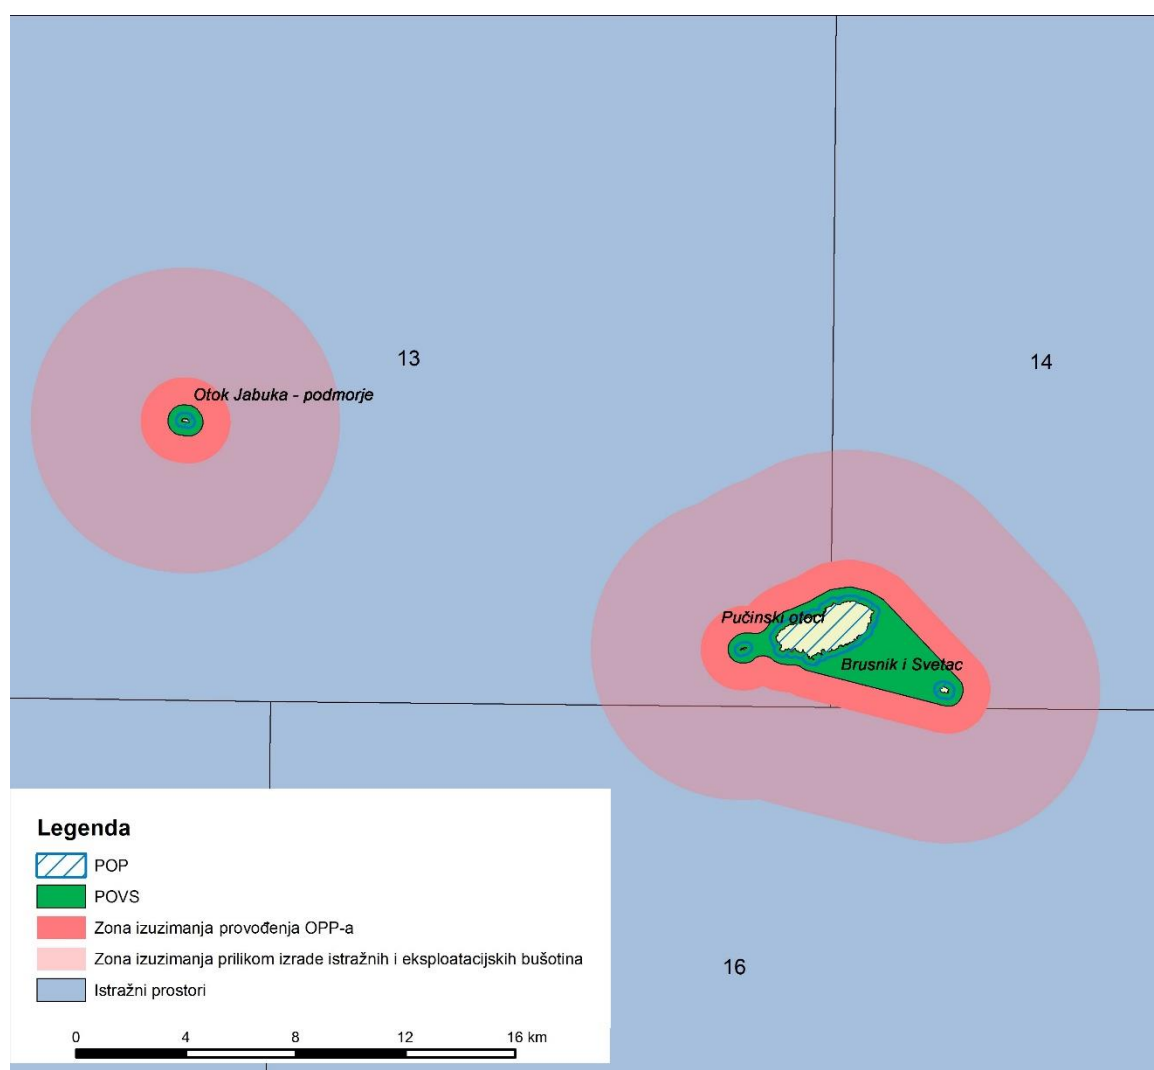 13
14
Otok Jabuka - podmorje
Pučinski otoci
Brusnik i Svetac
16
Legenda
POP
POVS
Zona izuzimanja provođenja OPP-a
Zona izuzimanja prilikom izrade istražnih i eksploatacijskih bušotina
Istražni prostori
0 4 8 12 16 km